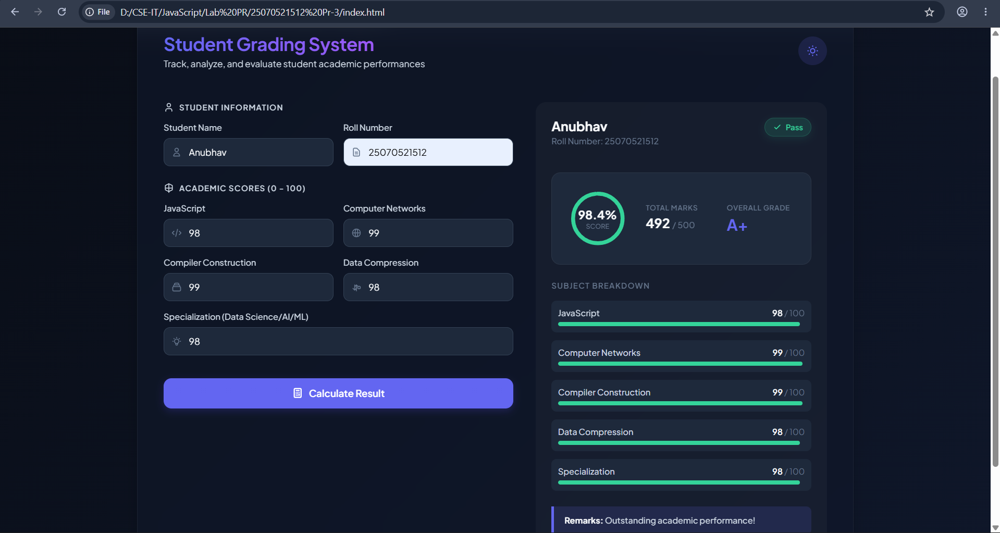 File D:/CSE-IT/JavaScript/Lab%20PR/25070521512%20Pr-3/index.html
Student Grading System
Track, analyze, and evaluate student academic performances
STUDENT INFORMATION
Student Name
Roll Number
Anubhav
25070521512
ACADEMIC SCORES (0 - 100)
JavaScript
Computer Networks
98
99
Compiler Construction
Data Compression
99
98
Specialization (Data Science/AI/ML)
98
Calculate Result
Anubhav
Pass
Roll Number: 25070521512
98.4%
SCORE
TOTAL MARKS
492 / 500
OVERALL GRADE
A+
SUBJECT BREAKDOWN
JavaScript 98 / 100
Computer Networks 99 / 100
Compiler Construction 99 / 100
Data Compression 98 / 100
Specialization 98 / 100
Remarks: Outstanding academic performance!